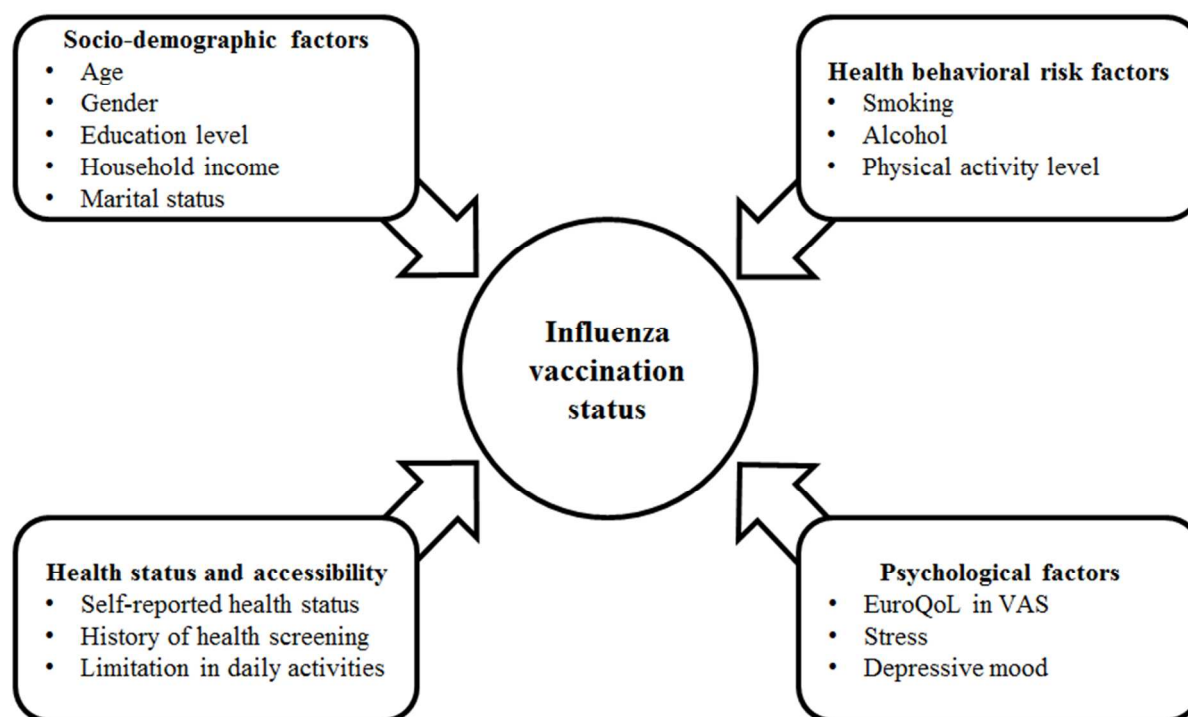 Socio-demographic factors
• Age
• Gender
• Education level
• Household income
• Marital status
Health behavioral risk factors
• Smoking
• Alcohol
• Physical activity level
Influenza
vaccination
status
Health status and accessibility
• Self-reported health status
• History of health screening
• Limitation in daily activities
Psychological factors
• EuroQoL in VAS
• Stress
• Depressive mood